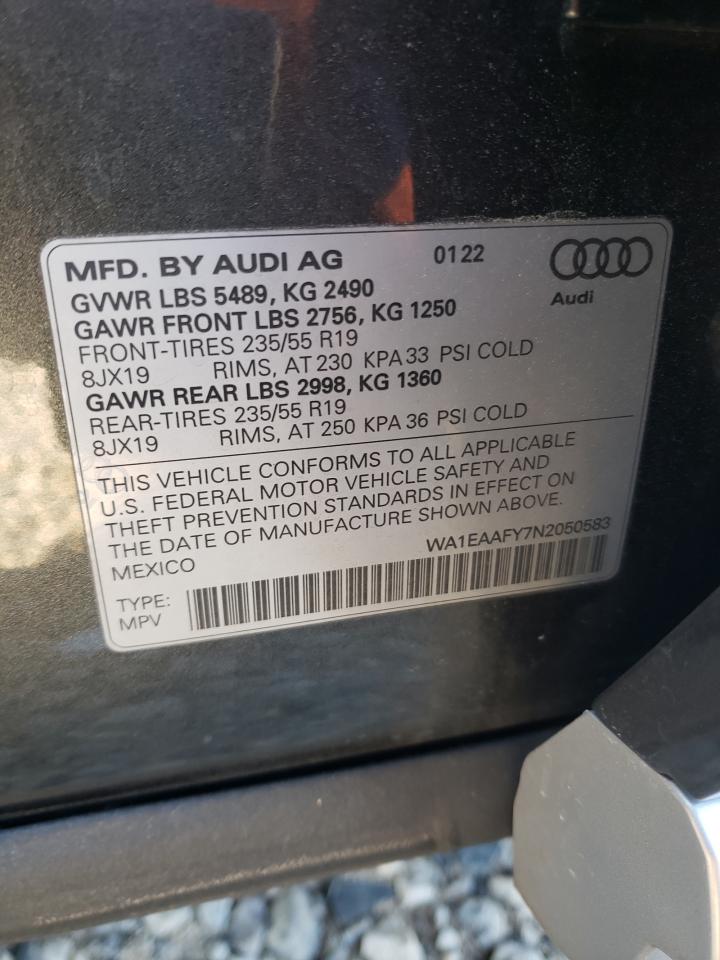 MFD. BY AUDI AG 0122
Audi
GVWR LBS 5489, KG 2490
GAWR FRONT LBS 2756, KG 1250
FRONT-TIRES 235/55 R19
8JX19 RIMS, AT 230 KPA 33 PSI COLD
GAWR REAR LBS 2998, KG 1360
REAR-TIRES 235/55 R19
8JX19 RIMS, AT 250 KPA 36 PSI COLD
THIS VEHICLE CONFORMS TO ALL APPLICABLE
U.S. FEDERAL MOTOR VEHICLE SAFETY AND
THEFT PREVENTION STANDARDS IN EFFECT ON
THE DATE OF MANUFACTURE SHOWN ABOVE.
MEXICO WA1EAAFY7N2050583
TYPE:
MPV